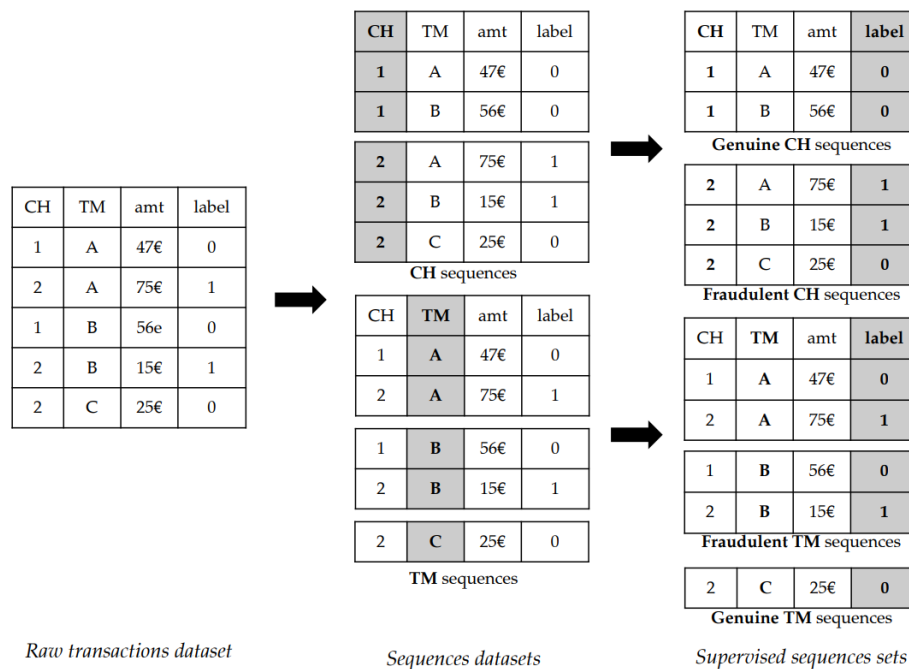 CH TM amt label
1 A 47€ 0
2 A 75€ 1
1 B 56e 0
2 B 15€ 1
2 C 25€ 0
Raw transactions dataset
CH TM amt label
1 A 47€ 0
1 B 56€ 0
2 A 75€ 1
2 B 15€ 1
2 C 25€ 0
CH sequences
CH TM amt label
1 A 47€ 0
2 A 75€ 1
1 B 56€ 0
2 B 15€ 1
2 C 25€ 0
TM sequences
Sequences datasets
CH TM amt label
1 A 47€ 0
1 B 56€ 0
Genuine CH sequences
2 A 75€ 1
2 B 15€ 1
2 C 25€ 0
Fraudulent CH sequences
CH TM amt label
1 A 47€ 0
2 A 75€ 1
1 B 56€ 0
2 B 15€ 1
Fraudulent TM sequences
2 C 25€ 0
Genuine TM sequences
Supervised sequences sets